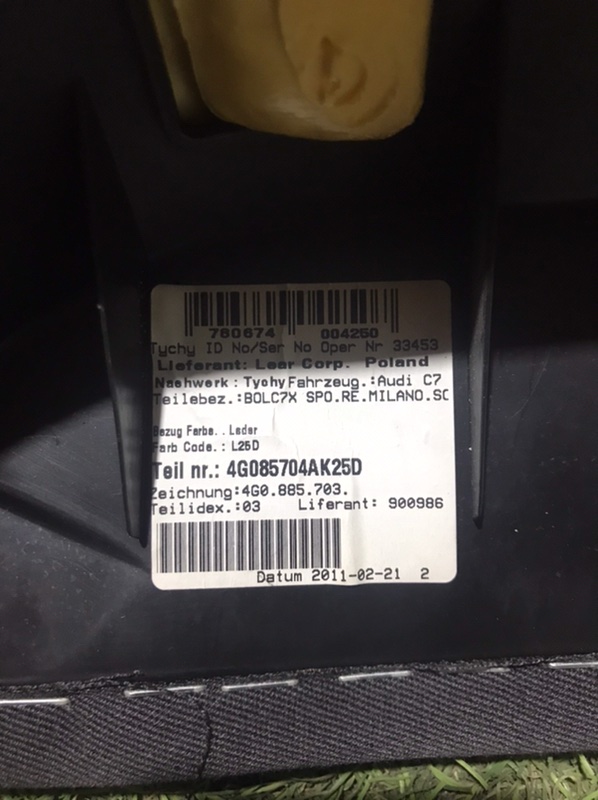 760674 004250
Tychy ID No/Ser No Oper Nr 33453
Lieferant: Lear Corp. Poland
Nachwerk : Tychy Fahrzeug.:Audi C7
Teilebez.:BOLC7X SPO.RE.MILANO.SC
Bezug Farbe. . Leder
Farb Code. : L25D
Teil nr.: 4G085704AK25D
Zeichnung:4G0.885.703.
Teilidex.:03 Liferant: 900986
Datum 2011-02-21 2